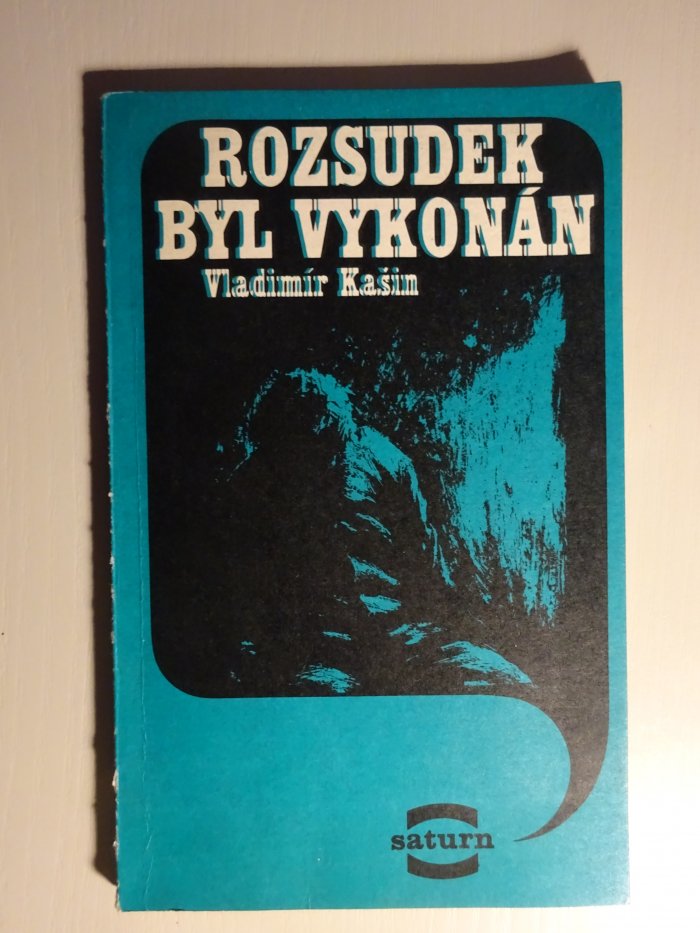 ROZSUDEK
BYL VYKONÁN
Vladimír Kašin
saturn